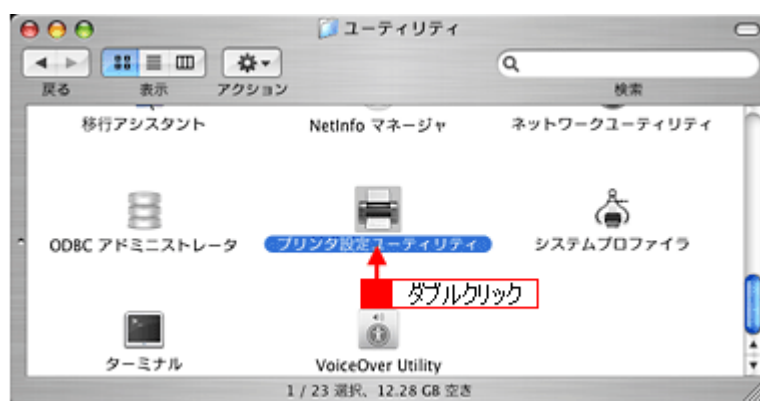 ユーティリティ
戻る 表示 アクション 検索
移行アシスタント NetInfo マネージャ ネットワークユーティリティ
ODBC アドミニストレータ プリンタ設定ユーティリティ システムプロファイラ
ダブルクリック
ターミナル VoiceOver Utility
1 / 23 選択、12.28 GB 空き